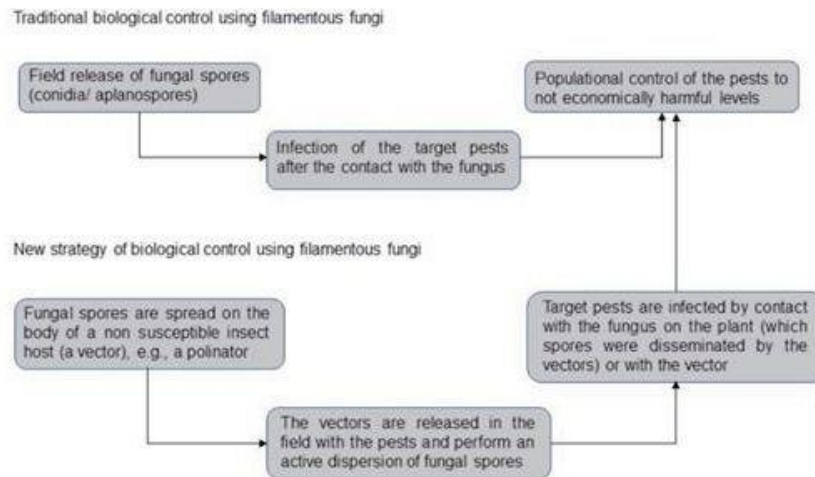 Traditional biological control using filamentous fungi
Field release of fungal spores
(conidia/ aplanospores)
Populational control of the pests to
not economically harmful levels
Infection of the target pests
after the contact with the fungus
New strategy of biological control using filamentous fungi
Fungal spores are spread on the
body of a non susceptible insect
host (a vector), e.g., a polinator
Target pests are infected by contact
with the fungus on the plant (which
spores were disseminated by the
vectors) or with the vector
The vectors are released in the
field with the pests and perform an
active dispersion of fungal spores